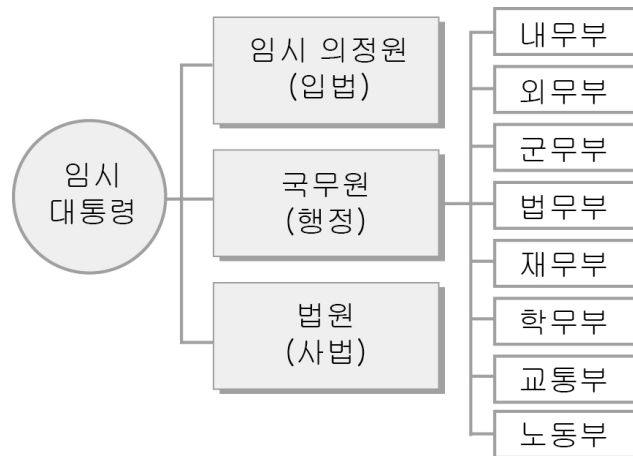 임시
대통령
임시 의정원
(입법)
국무원
(행정)
법원
(사법)
내무부
외무부
군무부
법무부
재무부
학무부
교통부
노동부